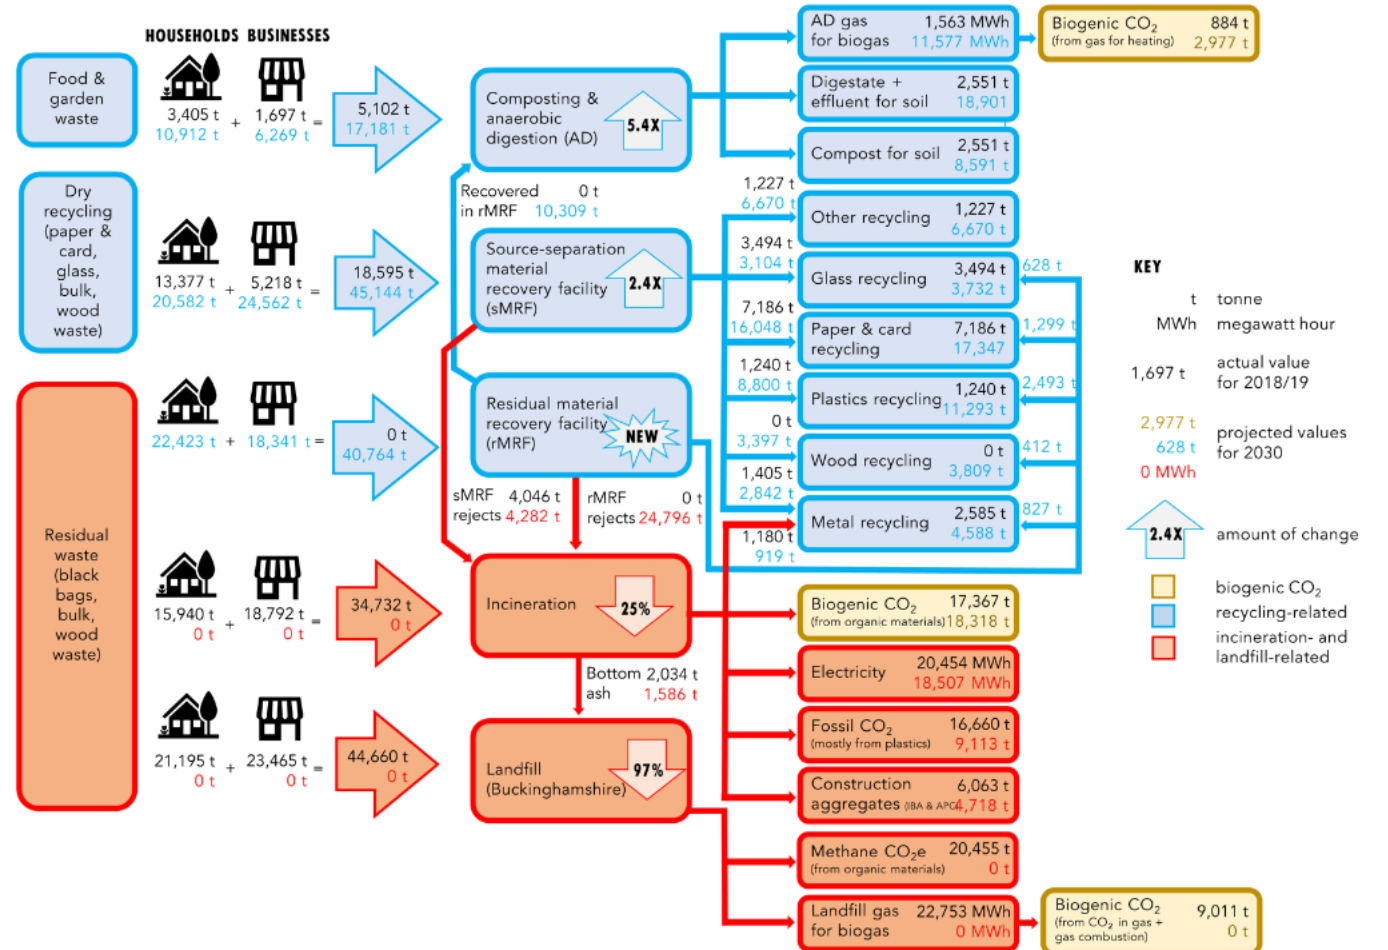 HOUSEHOLDS BUSINESSES
Food &
garden
waste
3,405 t + 1,697 t =
10,912 t 6,269 t
5,102 t
17,181 t
Composting &
anaerobic
digestion (AD)
5.4X
AD gas 1,563 MWh
for biogas 11,577 MWh
Biogenic CO₂ 884 t
(from gas for heating) 2,977 t
Digestate + 2,551 t
effluent for soil 18,901
Compost for soil 2,551 t
8,591 t
Recovered 0 t
in rMRF 10,309 t
Dry
recycling
(paper &
card,
glass,
bulk,
wood
waste)
13,377 t + 5,218 t =
20,582 t 24,562 t
18,595 t
45,144 t
Source-separation
material
recovery facility
(sMRF)
2.4X
1,227 t
6,670 t
Other recycling 1,227 t
6,670 t
3,494 t
3,104 t
Glass recycling 3,494 t
3,732 t
628 t
7,186 t
16,048 t
Paper & card 7,186 t
recycling 17,347
1,299 t
1,240 t
8,800 t
Plastics recycling 1,240 t
11,293 t
2,493 t
0 t
3,397 t
Wood recycling 0 t
3,809 t
412 t
1,405 t
2,842 t
Metal recycling 2,585 t
4,588 t
827 t
1,180 t
919 t
Residual
waste
(black
bags,
bulk,
wood
waste)
22,423 t + 18,341 t =
0 t
40,764 t
Residual material
recovery facility
(rMRF)
NEW
sMRF 4,046 t
rejects 4,282 t
rMRF 0 t
rejects 24,796 t
15,940 t + 18,792 t =
0 t 0 t
34,732 t
0 t
Incineration
25%
Biogenic CO₂ 17,367 t
(from organic materials) 18,318 t
Electricity 20,454 MWh
18,507 MWh
Fossil CO₂ 16,660 t
(mostly from plastics) 9,113 t
Construction 6,063 t
aggregates (IBA & APC 4,718 t
Bottom 2,034 t
ash 1,586 t
21,195 t + 23,465 t =
0 t 0 t
44,660 t
0 t
Landfill
(Buckinghamshire)
97%
Methane CO₂e 20,455 t
(from organic materials) 0 t
Landfill gas 22,753 MWh
for biogas 0 MWh
Biogenic CO₂
(from CO₂ in gas + 9,011 t
gas combustion) 0 t
KEY
t tonne
MWh megawatt hour
1,697 t actual value
for 2018/19
2,977 t
628 t
0 MWh
projected values
for 2030
2.4X amount of change
biogenic CO₂
recycling-related
incineration- and
landfill-related